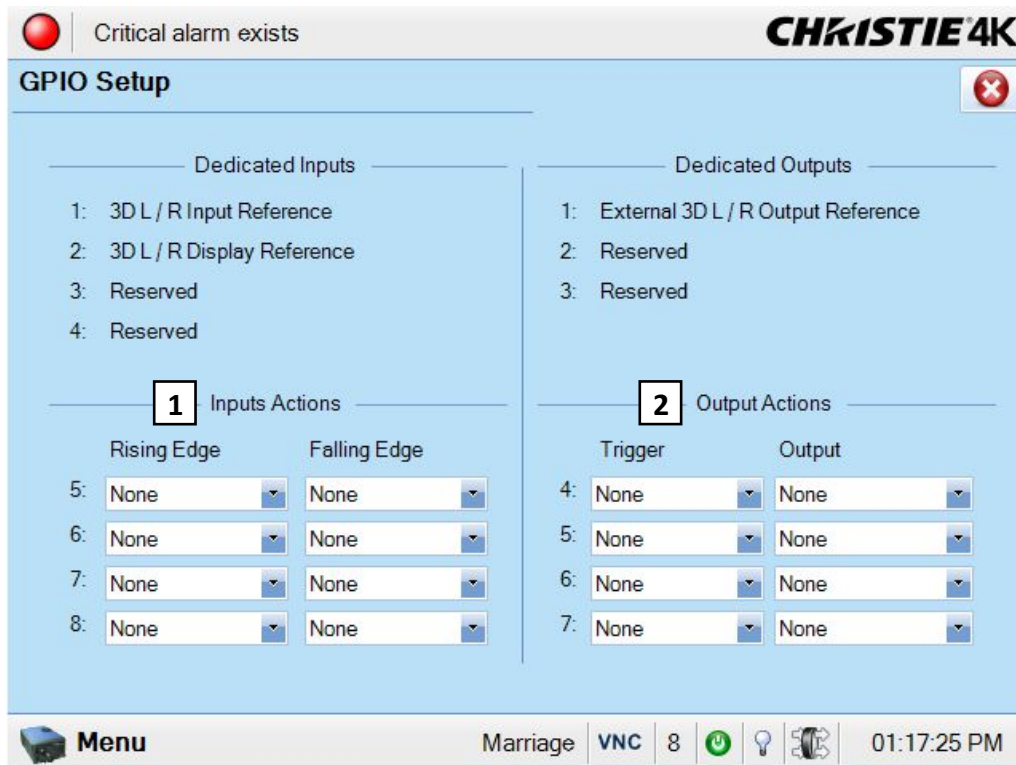 Critical alarm exists
CHRISTIE 4K
GPIO Setup
Dedicated Inputs
1: 3D L / R Input Reference
2: 3D L / R Display Reference
3: Reserved
4: Reserved
Dedicated Outputs
1: External 3D L / R Output Reference
2: Reserved
3: Reserved
1 Inputs Actions
Rising Edge Falling Edge
5: None None
6: None None
7: None None
8: None None
2 Output Actions
Trigger Output
4: None None
5: None None
6: None None
7: None None
Menu Marriage VNC 8 01:17:25 PM